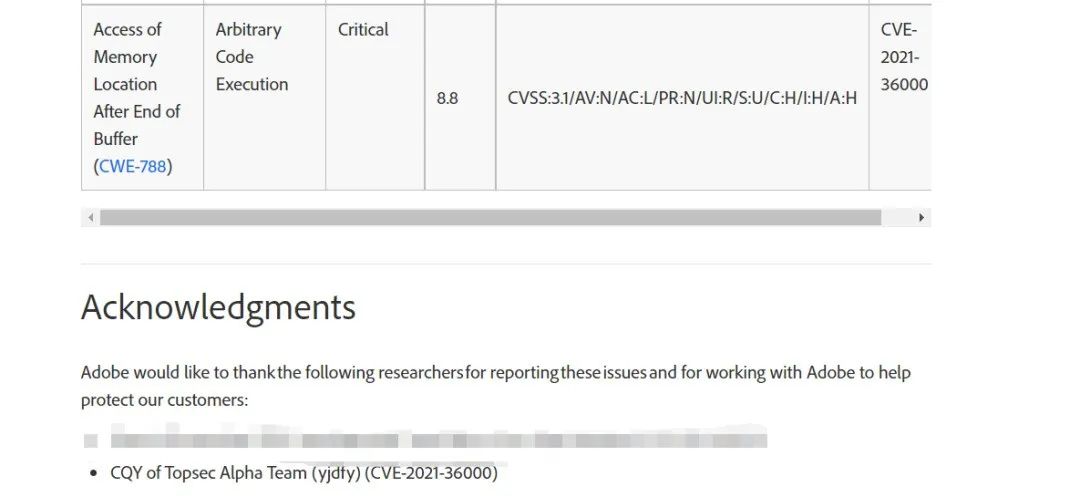 Access of Arbitrary Critical CVE-
Memory Code 2021-
Location Execution 36000
After End of 8.8 CVSS:3.1/AV:N/AC:L/PR:N/UI:R/S:U/C:H/I:H/A:H
Buffer
(CWE-788)
Acknowledgments
Adobe would like to thank the following researchers for reporting these issues and for working with Adobe to help
protect our customers:
• CQY of Topsec Alpha Team (yjdfy) (CVE-2021-36000)